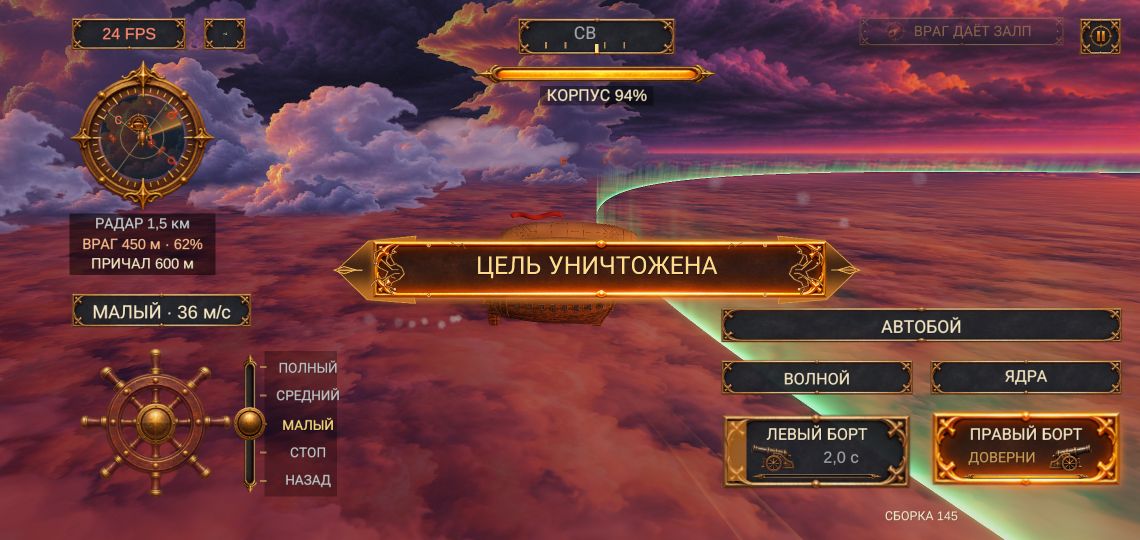 24 FPS
СВ
ВРАГ ДАЁТ ЗАЛП
КОРПУС 94%
РАДАР 1,5 км
ВРАГ 450 м · 62%
ПРИЧАЛ 600 м
ЦЕЛЬ УНИЧТОЖЕНА
МАЛЫЙ · 36 м/с
АВТОБОЙ
ПОЛНЫЙ
СРЕДНИЙ
МАЛЫЙ
СТОП
НАЗАД
ВОЛНОЙ
ЯДРА
ЛЕВЫЙ БОРТ
2,0 с
ПРАВЫЙ БОРТ
ДОВЕРНИ
СБОРКА 145